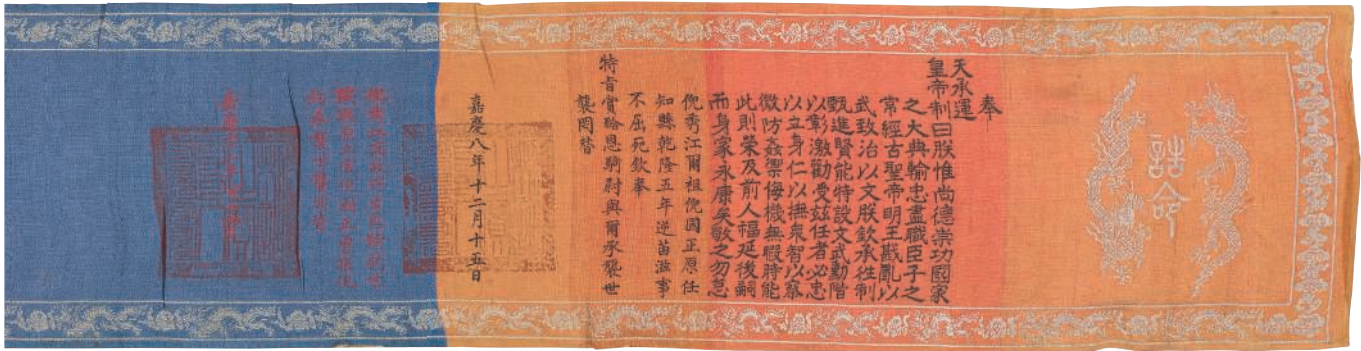 誥命
奉
天承運
皇帝制曰朕惟尚德崇功國家
之大典輸忠盡職臣子之
常經古聖帝明王戡亂以
武致治以文朕欽承往制
甄進賢能特設文武勳階
以彰激勸受兹任者必忠
以立身仁以撫衆智以察
微防姦禦侮機無暇時能
此則榮及前人福延後嗣
而身家永康矣敬之勿怠
倪秀江爾祖倪國正原任
知縣乾隆五年逆苗滋事
不屈死欽奉
特旨賞給恩騎尉與爾承襲世
襲罔替
嘉慶八年十二月十五日